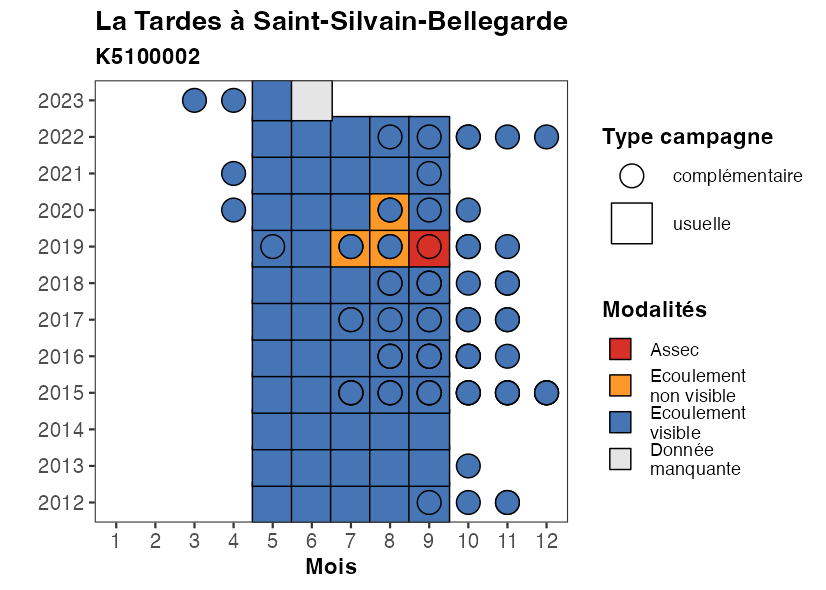 La Tardes à Saint-Silvain-Bellegarde
K5100002
2023
2022
2021
2020
2019
2018
2017
2016
2015
2014
2013
2012
1 2 3 4 5 6 7 8 9 10 11 12
Mois
Type campagne
complémentaire
usuelle
Modalités
Assec
Ecoulement
non visible
Ecoulement
visible
Donnée
manquante